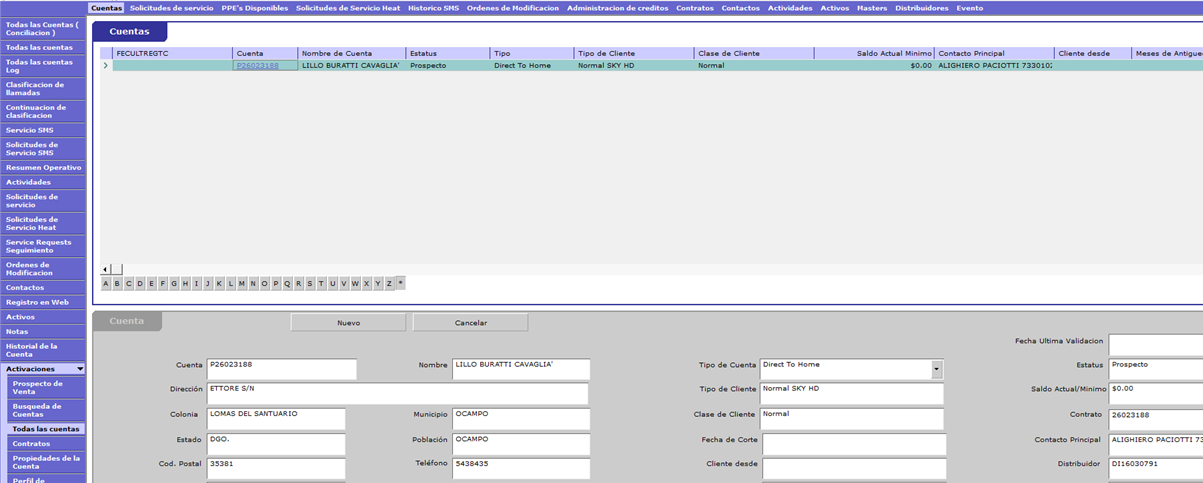 Cuentas Solicitudes de servicio PPE's Disponibles Solicitudes de Servicio Heat Historico SMS Ordenes de Modificacion Administracion de creditos Contratos Contactos Actividades Activos Masters Distribuidores Evento
Todas las Cuentas (
Conciliacion )
Todas las cuentas
Todas las cuentas
Log
Clasificacion de
llamadas
Continuacion de
clasificacion
Servicio SMS
Solicitudes de
Servicio SMS
Resumen Operativo
Actividades
Solicitudes de
servicio
Solicitudes de
Servicio Heat
Service Requests
Seguimiento
Ordenes de
Modificacion
Contactos
Registro en Web
Activos
Notas
Historial de la
Cuenta
Activaciones
Prospecto de
Venta
Busqueda de
Cuentas
Todas las cuentas
Contratos
Propiedades de la
Cuenta
Perfil de
Cuentas
FECULTREGTC Cuenta Nombre de Cuenta Estatus Tipo Tipo de Cliente Clase de Cliente Saldo Actual Minimo Contacto Principal Cliente desde Meses de Antigue
P26023188 LILLO BURATTI CAVAGLIA' Prospecto Direct To Home Normal SKY HD Normal $0.00 ALIGHIERO PACIOTTI 7330102
A B C D E F G H I J K L M N O P Q R S T U V W X Y Z *
Cuenta Nuevo Cancelar
Fecha Ultima Validacion
Cuenta P26023188 Nombre LILLO BURATTI CAVAGLIA' Tipo de Cuenta Direct To Home Estatus Prospecto
Dirección ETTORE S/N Tipo de Cliente Normal SKY HD Saldo Actual/Minimo $0.00
Colonia LOMAS DEL SANTUARIO Municipio OCAMPO Clase de Cliente Normal Contrato 26023188
Estado DGO. Población OCAMPO Fecha de Corte Contacto Principal ALIGHIERO PACIOTTI 73
Cod. Postal 35381 Teléfono 5438435 Cliente desde Distribuidor DI16030791